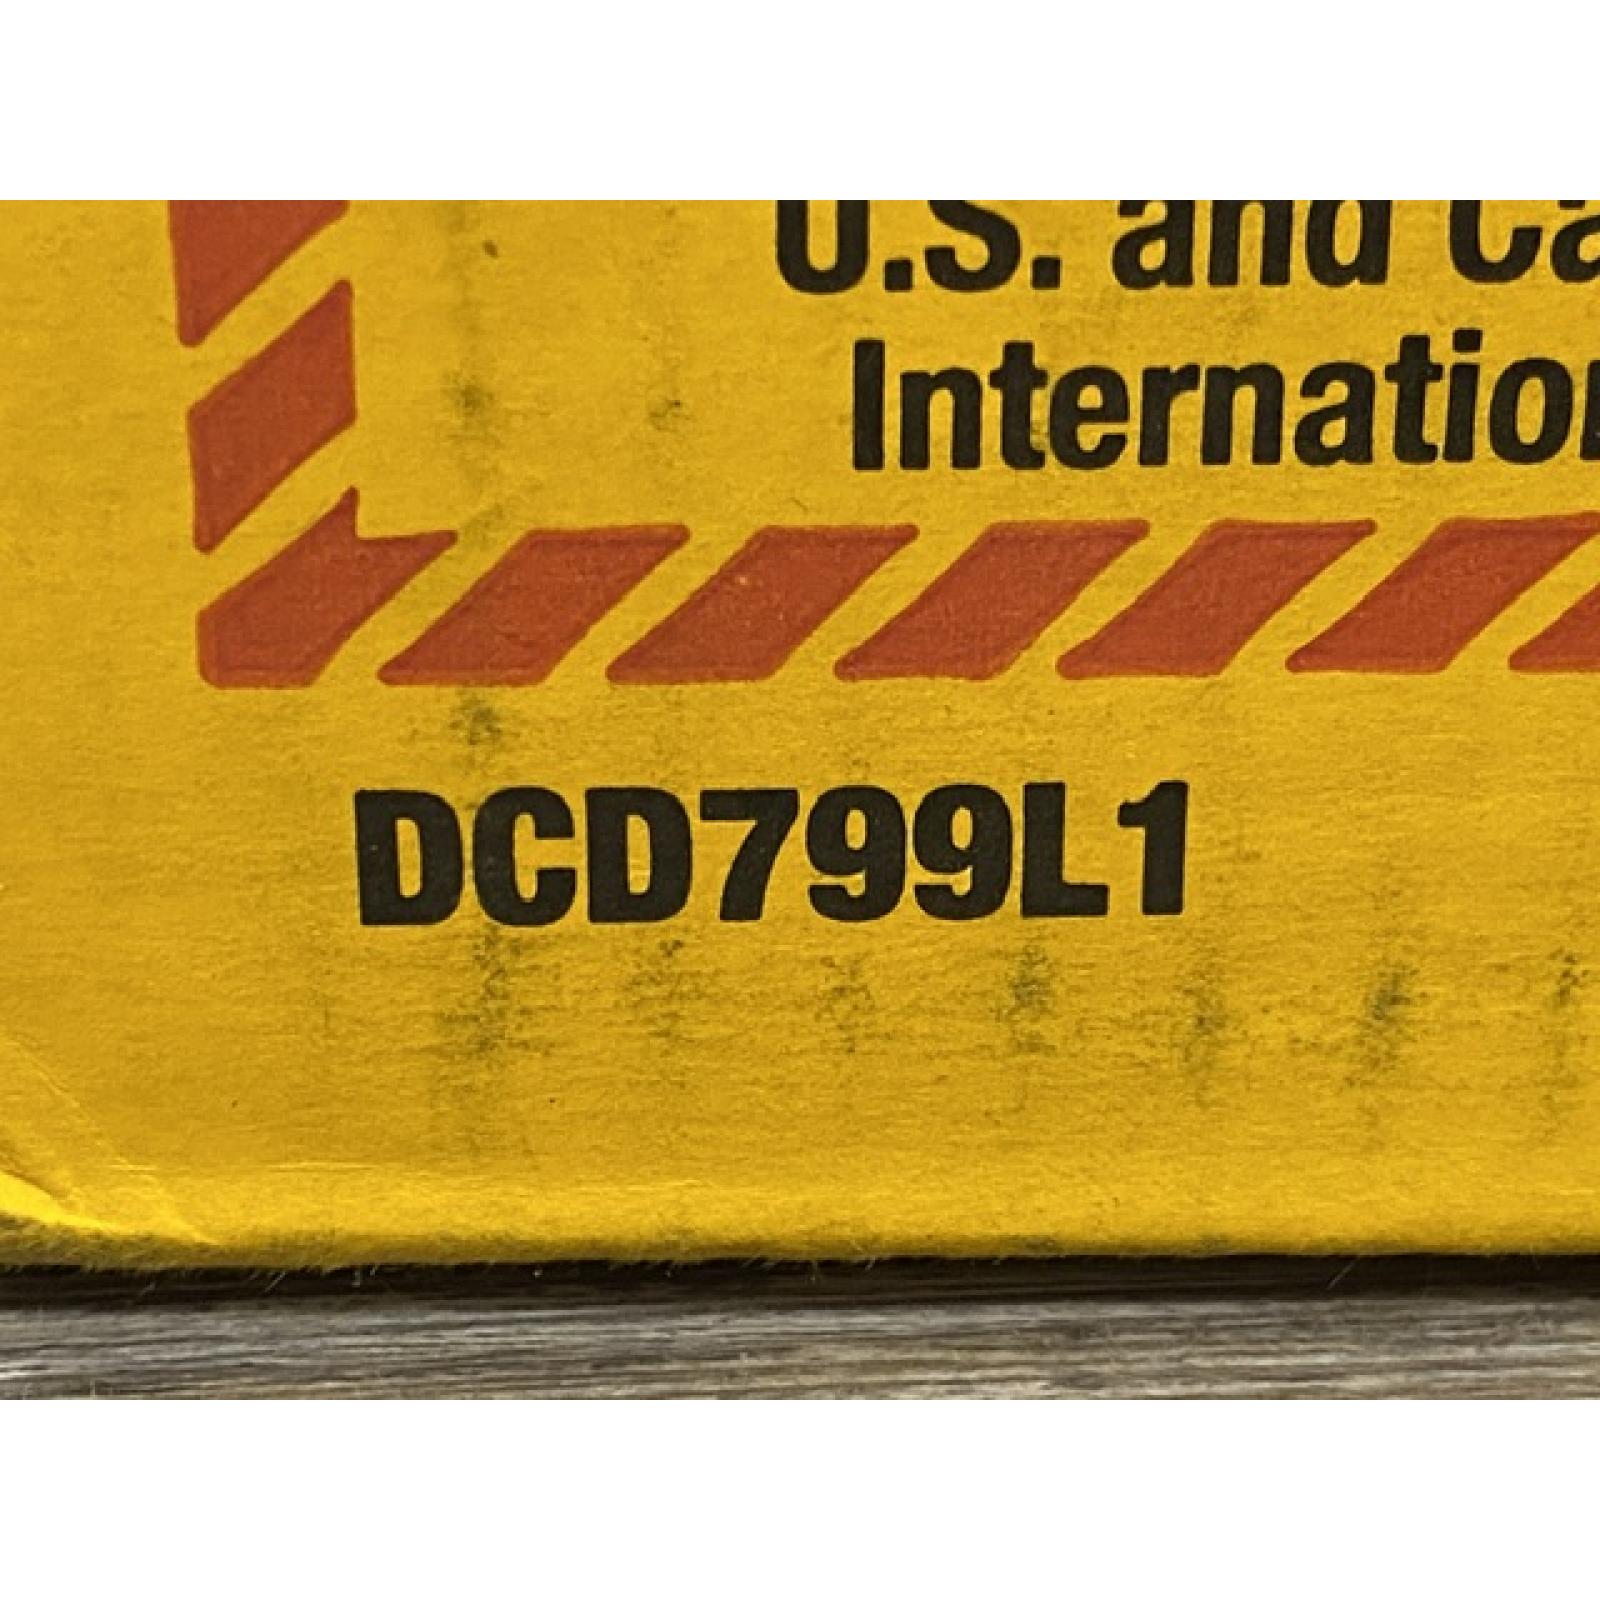 U.S. and Ca
Internation
DCD799L1